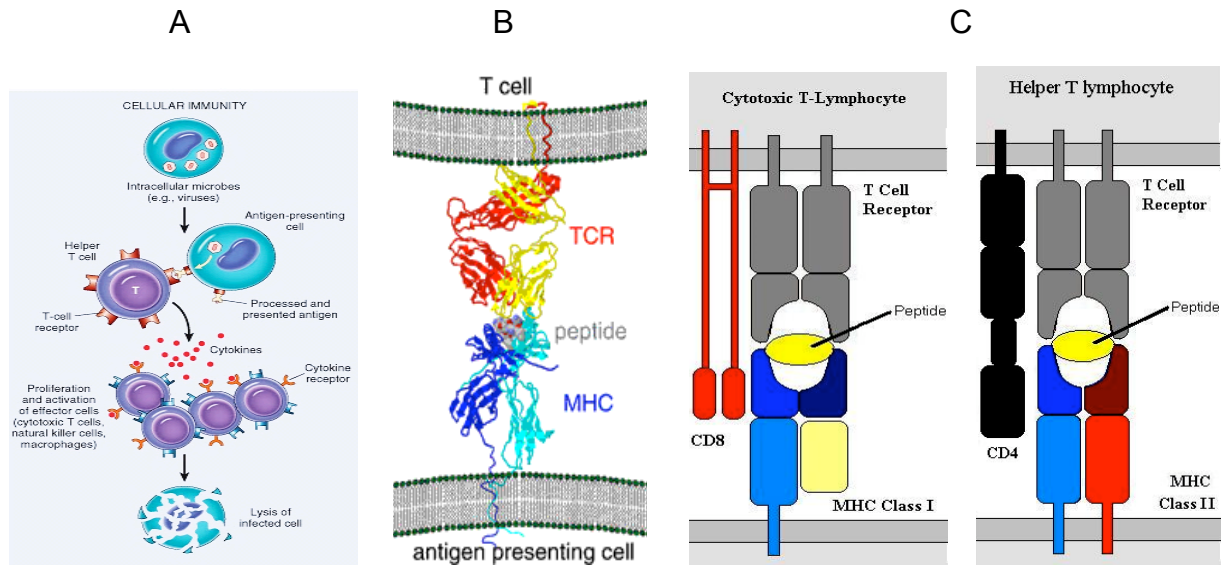 A
B
C
CELLULAR IMMUNITY
Intracellular microbes
(e.g., viruses)
Antigen-presenting
cell
Helper
T cell
T
T-cell
receptor
Processed and
presented antigen
Cytokines
Cytokine
receptor
Proliferation
and activation
of effector cells
(cytotoxic T cells,
natural killer cells,
macrophages)
Lysis of
infected cell
T cell
TCR
peptide
MHC
antigen presenting cell
Cytotoxic T-Lymphocyte
T Cell
Receptor
Peptide
CD8
MHC Class I
Helper T lymphocyte
T Cell
Receptor
Peptide
CD4
MHC
Class II